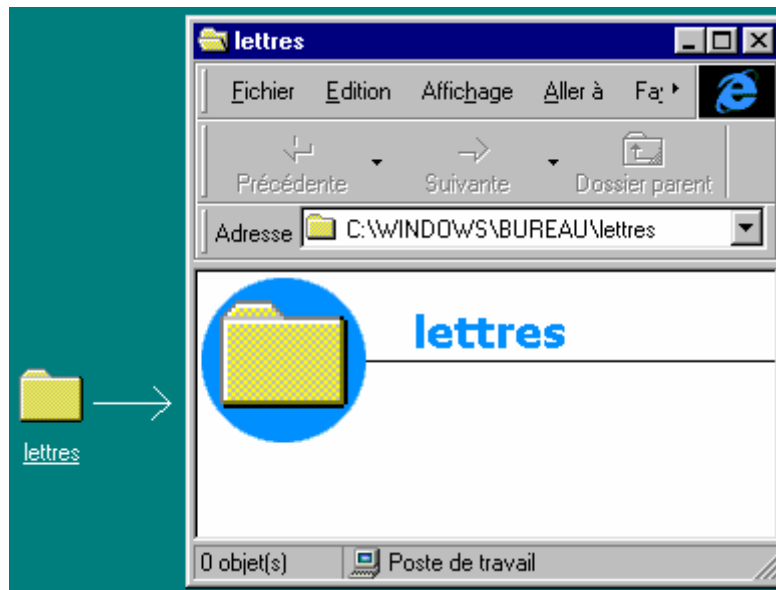 lettres
Fichier Edition Affichage Aller à
Précédente Suivante Dossier parent
Adresse C:\WINDOWS\BUREAU\lettres
lettres
lettres
0 objet(s) Poste de travail